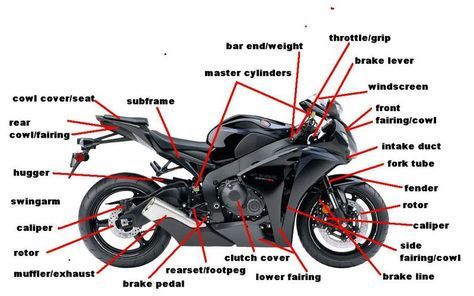 throttle/grip
bar end/weight
brake lever
master cylinders
windscreen
cowl cover/seat
subframe
front
fairing/cowl
rear
cowl/fairing
intake duct
fork tube
hugger
fender
swingarm
rotor
caliper
caliper
rotor
side
fairing/cowl
clutch cover
muffler/exhaust
rearset/footpeg
lower fairing
brake line
brake pedal